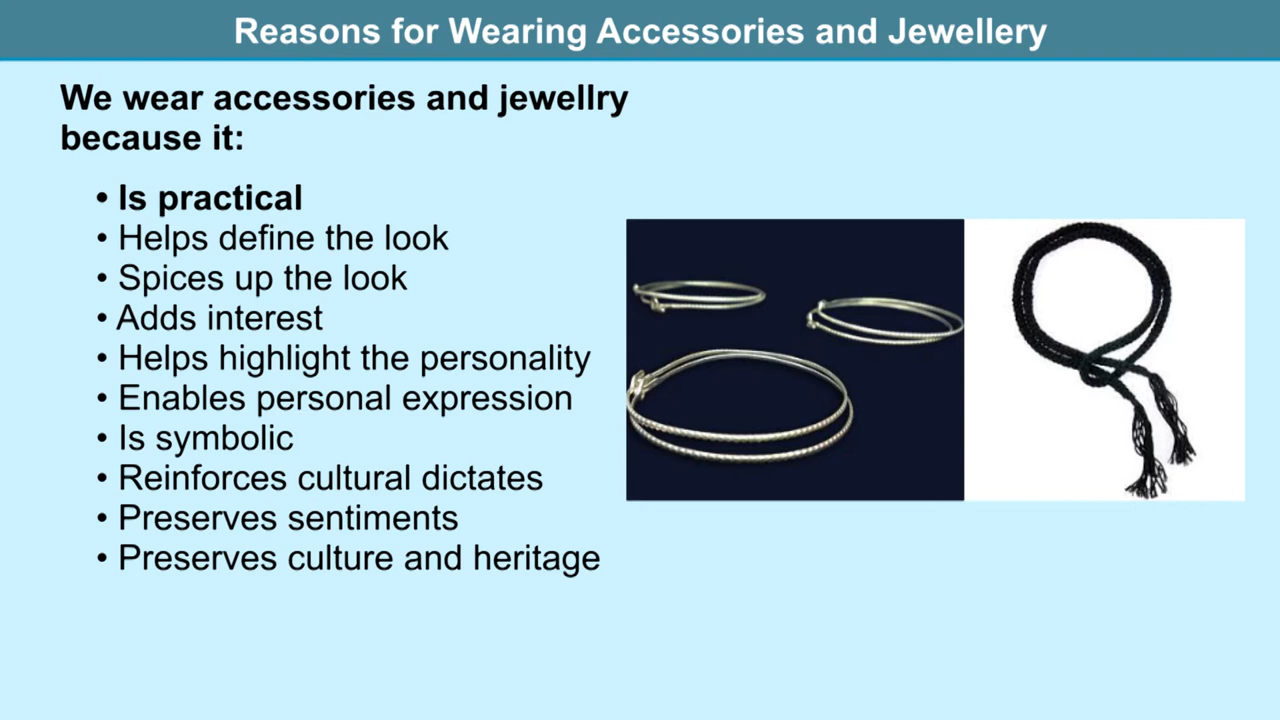 Reasons for Wearing Accessories and Jewellery
We wear accessories and jewellry
because it:
• Is practical
• Helps define the look
• Spices up the look
• Adds interest
• Helps highlight the personality
• Enables personal expression
• Is symbolic
• Reinforces cultural dictates
• Preserves sentiments
• Preserves culture and heritage